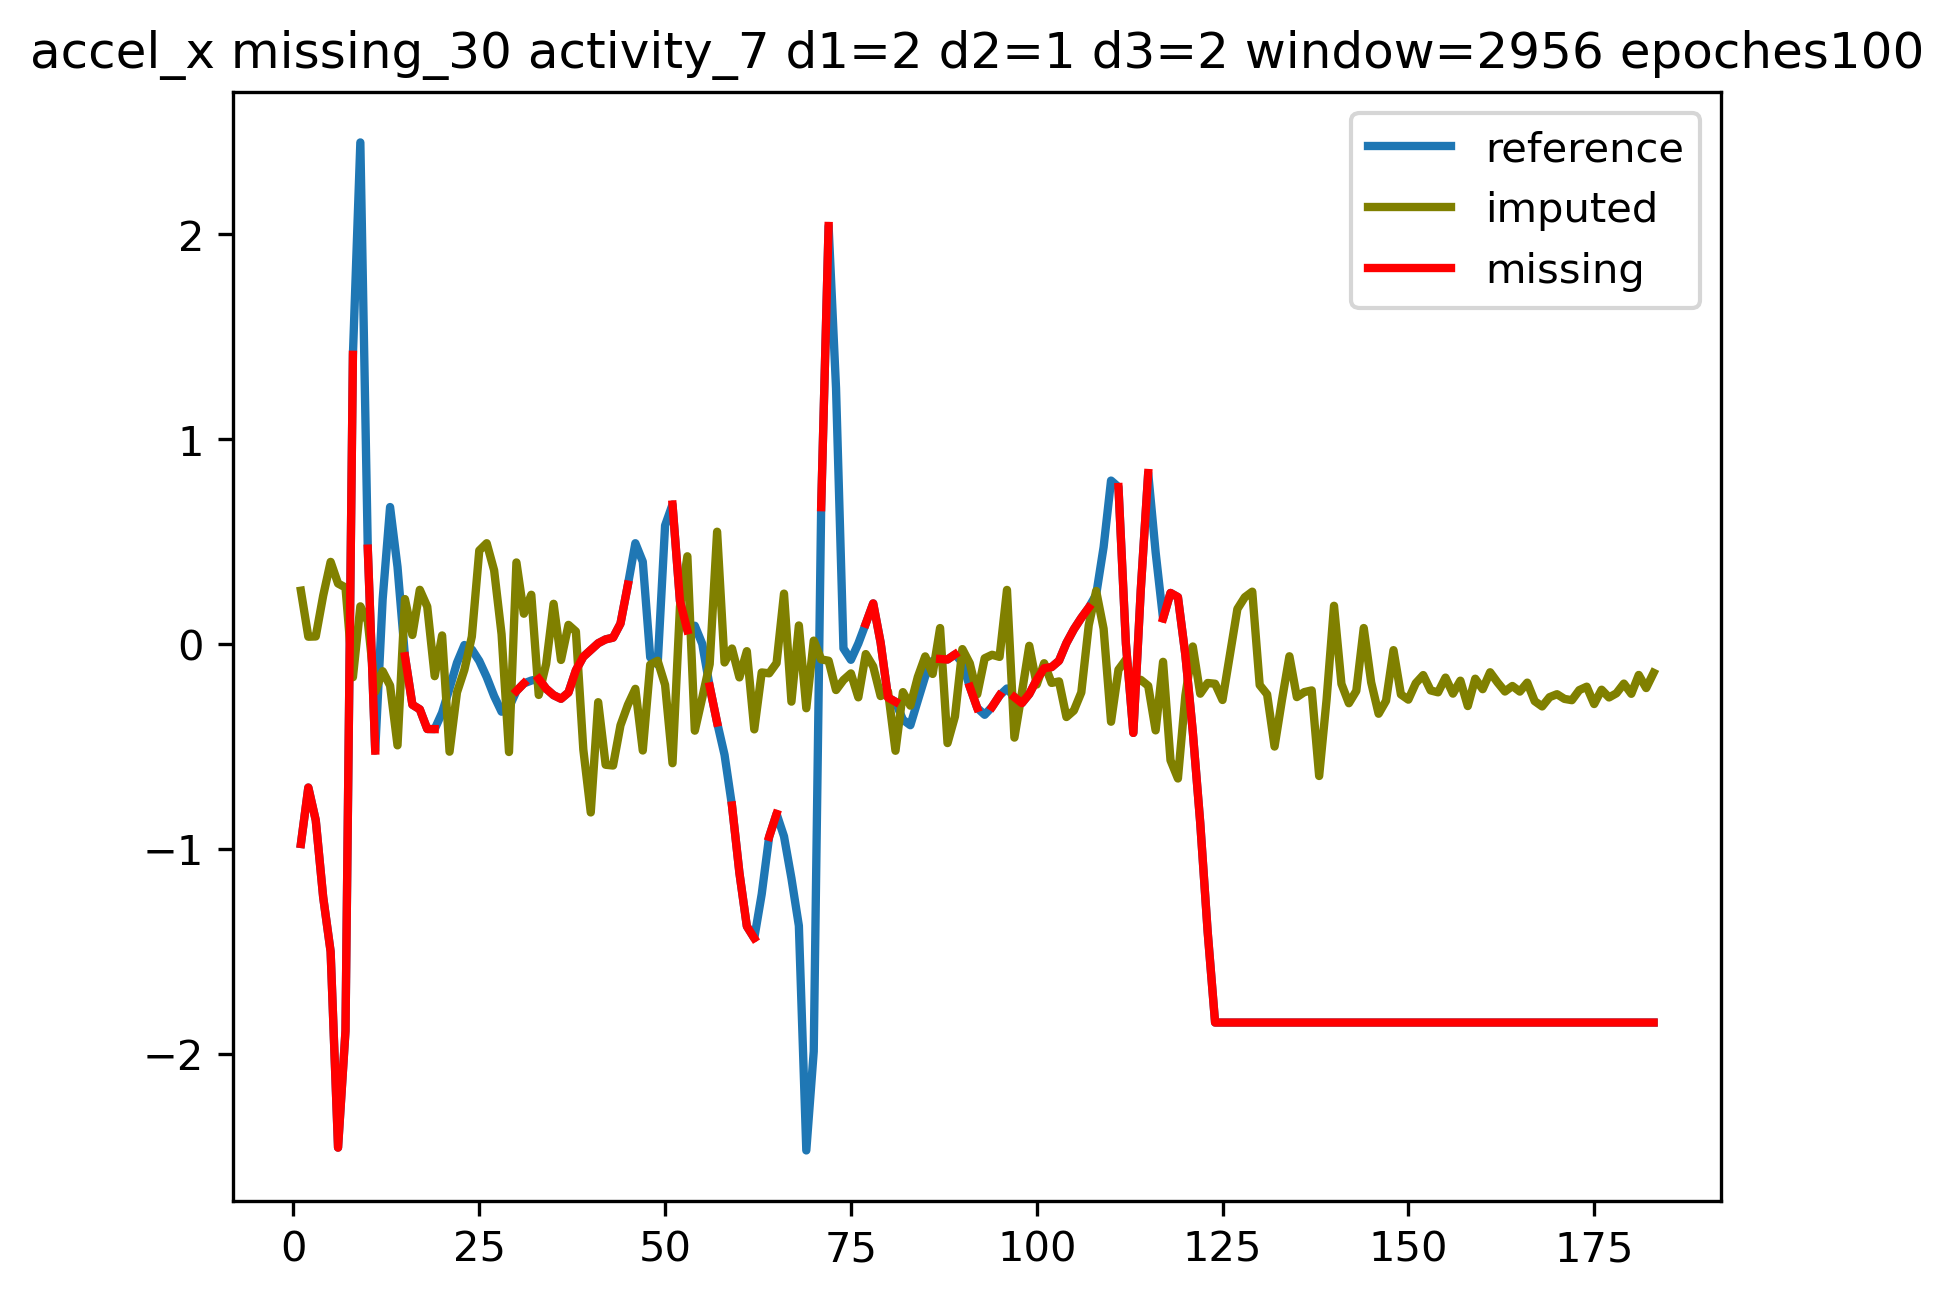 accel_x missing_30 activity_7 d1=2 d2=1 d3=2 window=2956 epoches100
reference
imputed
missing
2
1
0
−1
−2
0 25 50 75 100 125 150 175